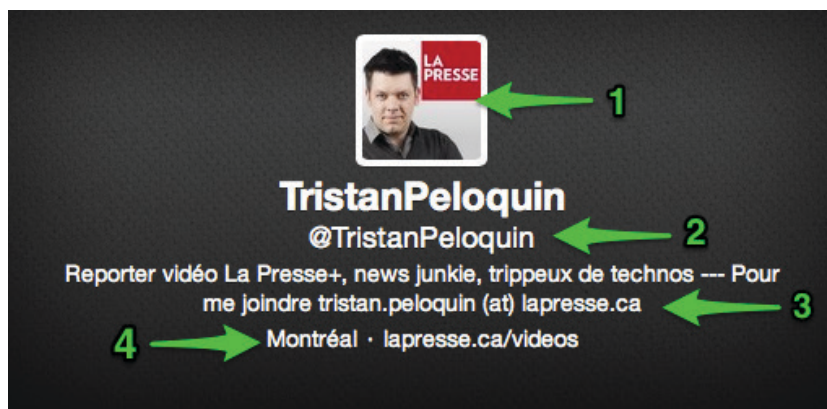 LA
PRESSE
1
TristanPeloquin
@TristanPeloquin
2
Reporter vidéo La Presse+, news junkie, trippeux de technos --- Pour
me joindre tristan.peloquin (at) lapresse.ca
3
4
Montréal · lapresse.ca/videos